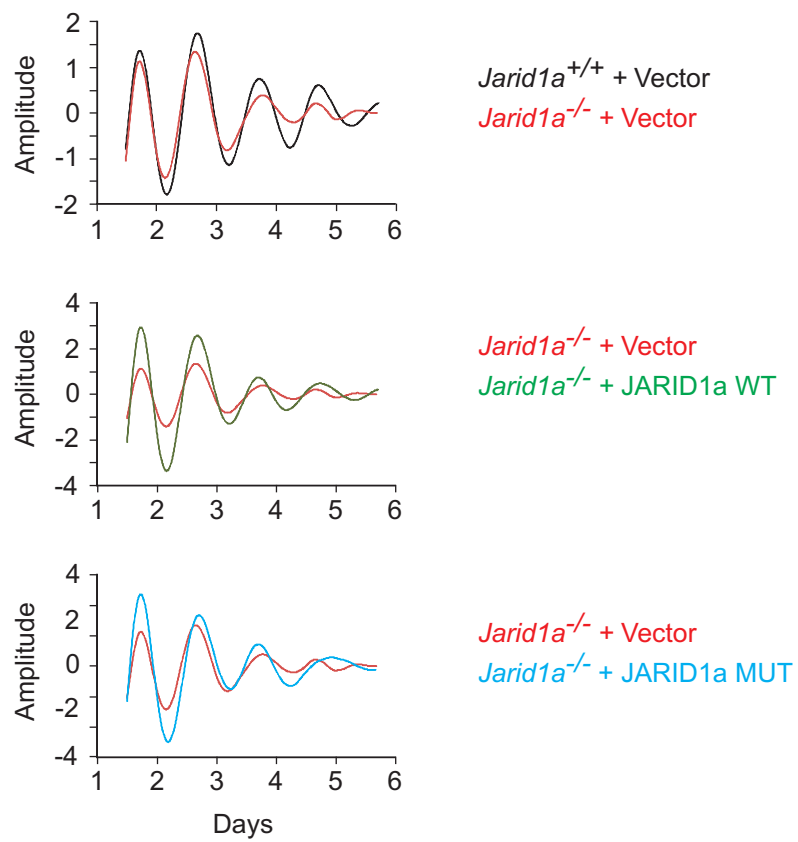 Amplitude
2
1
0
-1
-2
1 2 3 4 5 6
Jarid1a+/+ + Vector
Jarid1a-/- + Vector
Amplitude
4
2
0
-2
-4
1 2 3 4 5 6
Jarid1a-/- + Vector
Jarid1a-/- + JARID1a WT
Amplitude
4
2
0
-2
-4
1 2 3 4 5 6
Days
Jarid1a-/- + Vector
Jarid1a-/- + JARID1a MUT